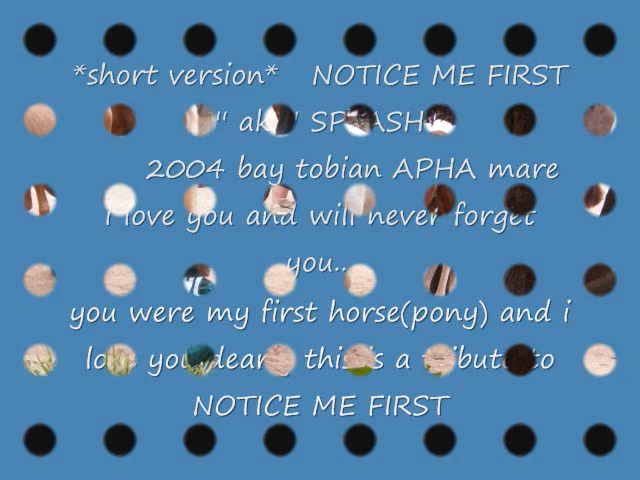 *short version* NOTICE ME FIRST
" aka " SPLASH"
2004 bay tobian APHA mare
I love you and will never forget
you..
you were my first horse(pony) and i
love you dearly this is a tribute to
NOTICE ME FIRST